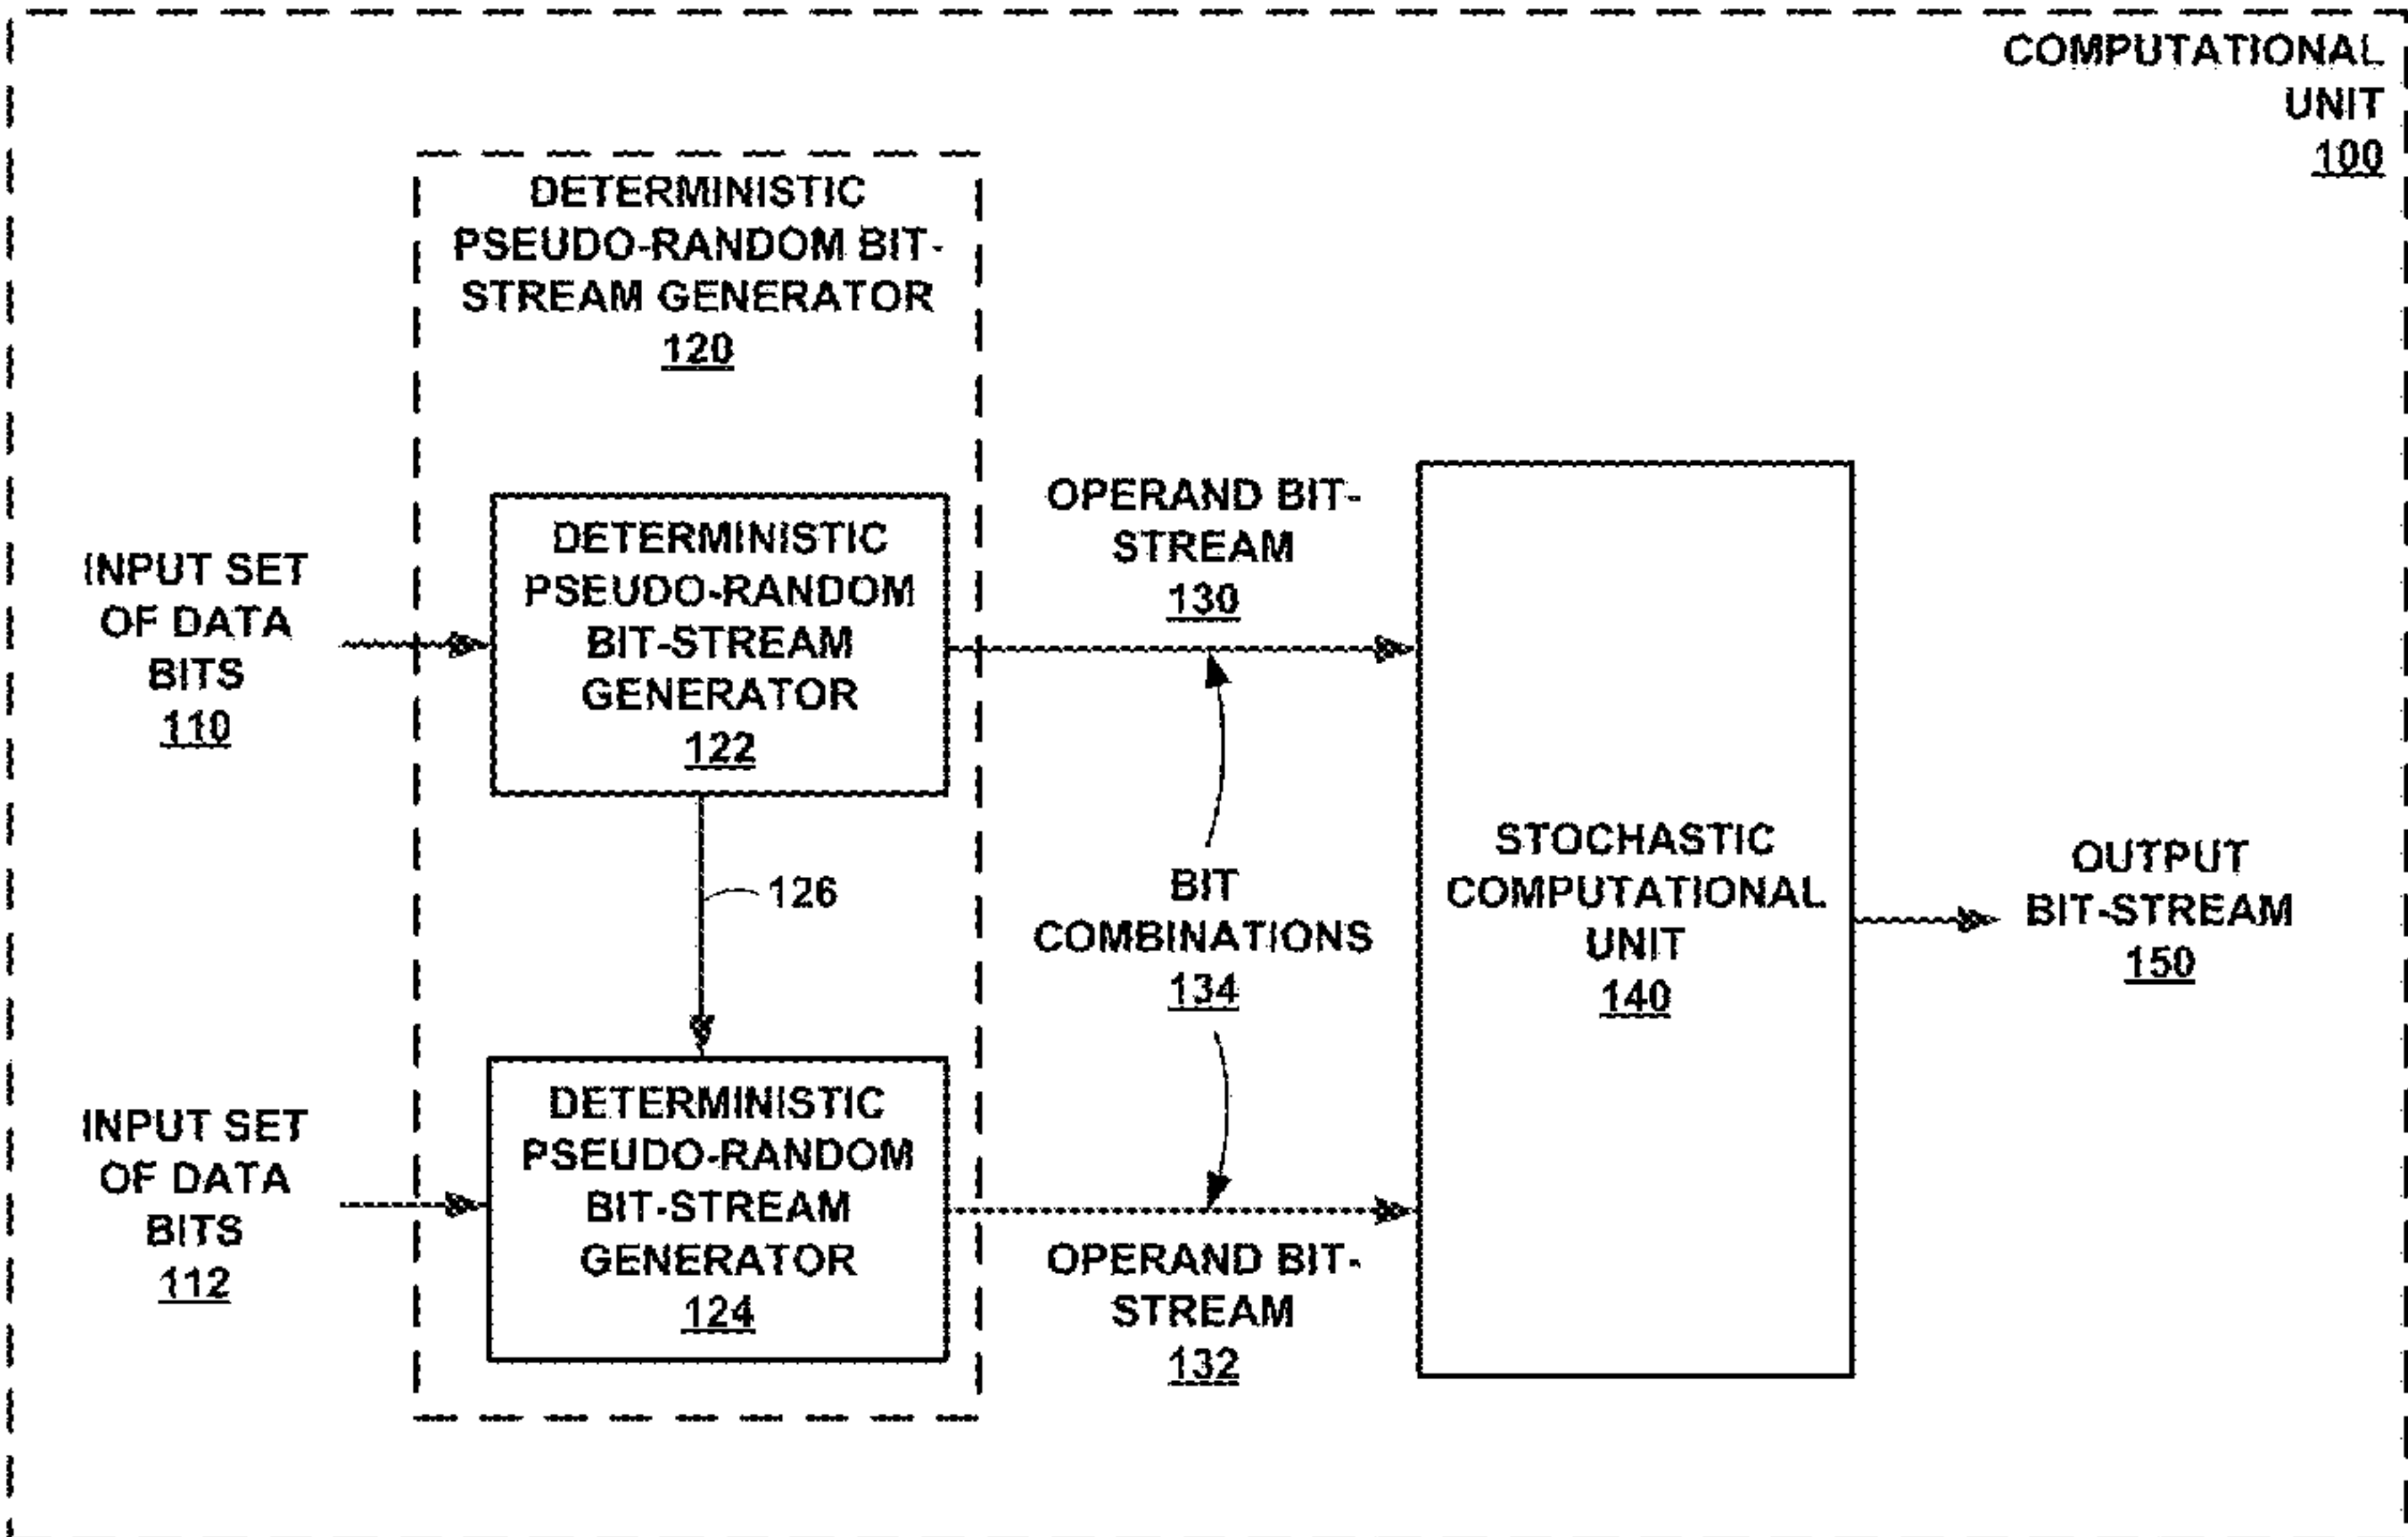 COMPUTATIONAL
UNIT
100
DETERMINISTIC
PSEUDO-RANDOM BIT-
STREAM GENERATOR
120
INPUT SET
OF DATA
BITS
110
DETERMINISTIC
PSEUDO-RANDOM
BIT-STREAM
GENERATOR
122
OPERAND BIT-
STREAM
130
126
BIT
COMBINATIONS
134
STOCHASTIC
COMPUTATIONAL
UNIT
140
OUTPUT
BIT-STREAM
150
INPUT SET
OF DATA
BITS
112
DETERMINISTIC
PSEUDO-RANDOM
BIT-STREAM
GENERATOR
124
OPERAND BIT-
STREAM
132